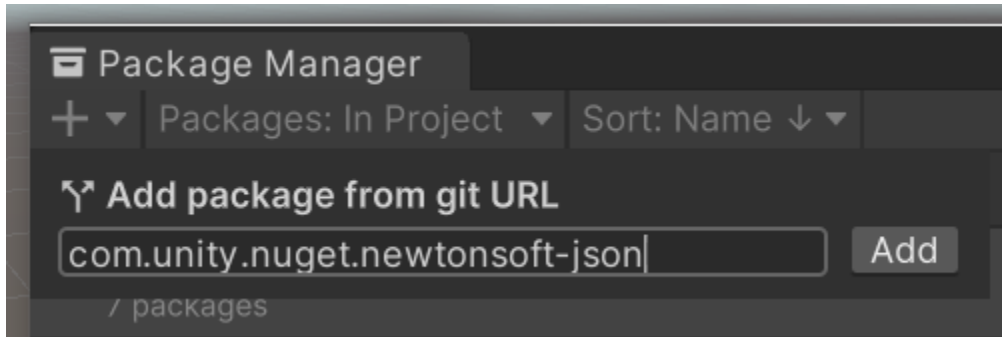 Package Manager
Packages: In Project Sort: Name ↓
Add package from git URL
com.unity.nuget.newtonsoft-json Add
7 packages